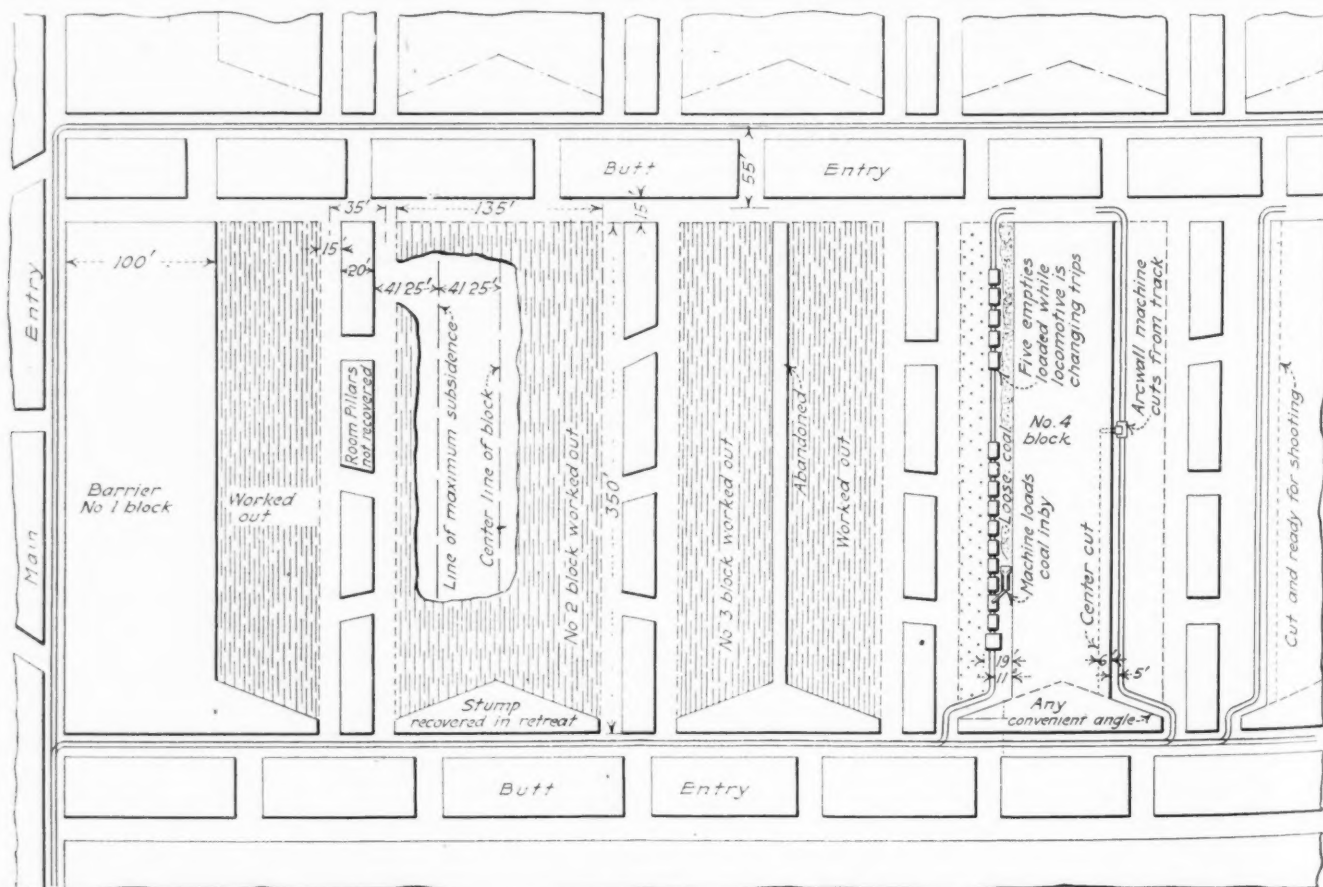 Entry
Main
Butt
Entry
55'
15'
35'
135'
15'
20'
100'
41.25'
41.25'
Room Pillars
not recovered
Barrier
No 1 block
Worked
out
Line of maximum subsidence
Center line of block
No 2 block worked out
350'
Stump
recovered in retreat
No 3 block worked out
Abandoned
Worked out
Five empties
loaded while
locomotive is
changing trips
Loose coal
No. 4
block
Machine loads
coal inby
Arcwall machine
cuts from track
Center cut
19'
11'
6'
5'
Any
convenient angle
Cut and ready for shooting
Butt
Entry